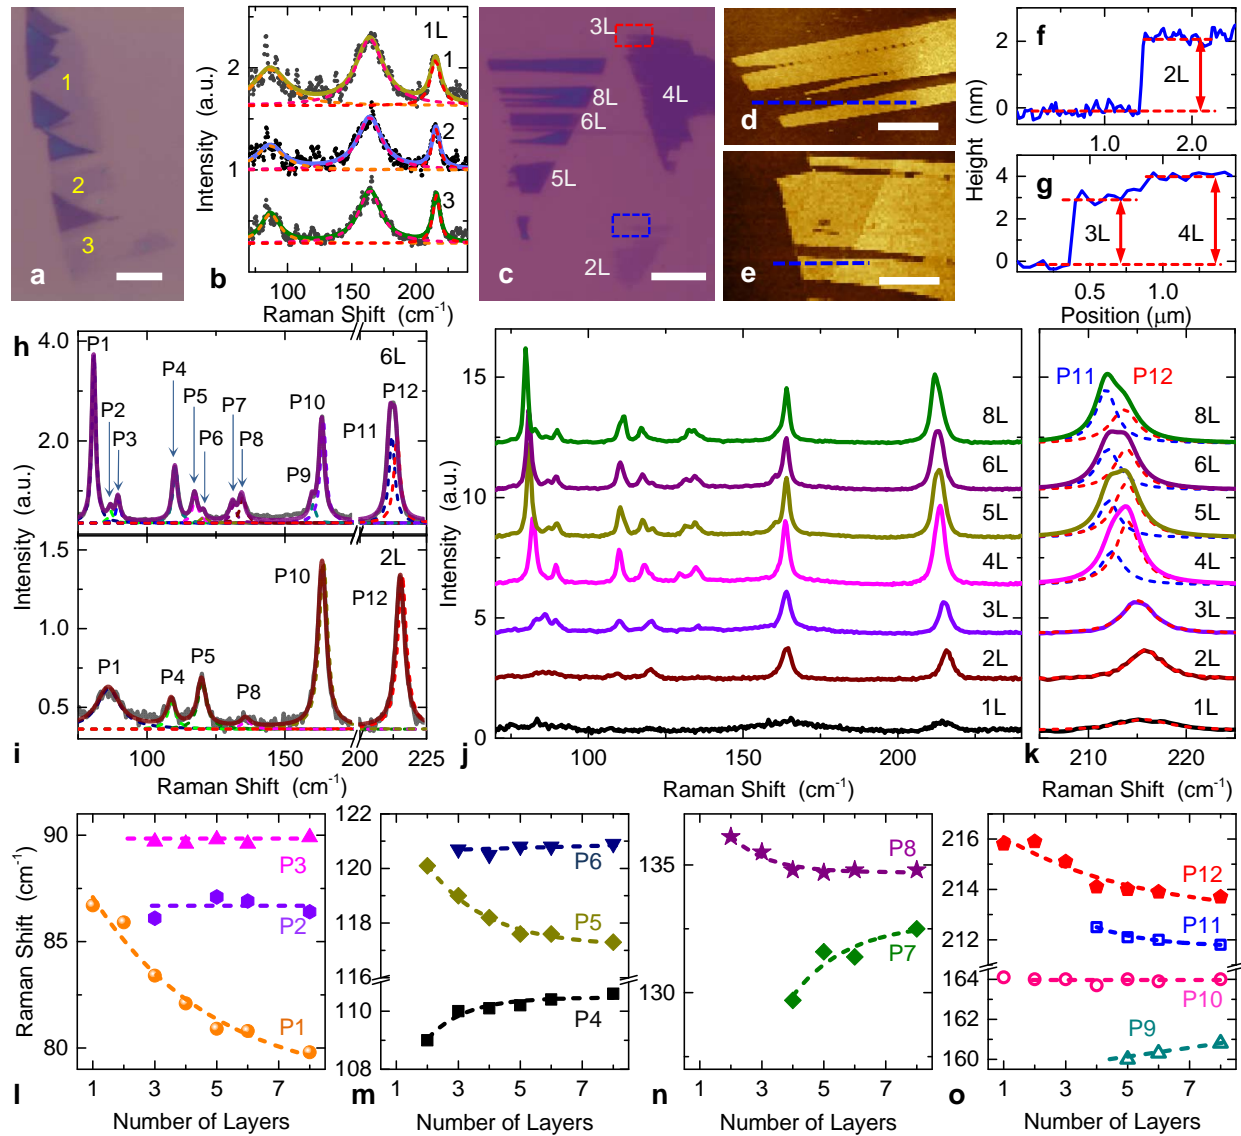 1
2
3
a
Intensity (a.u.)
2
1
1L
1
2
3
100 150 200
b
Raman Shift (cm⁻¹)
3L
8L
4L
6L
5L
2L
c
d
e
f
2
0
2L
(nm)
1.0 2.0
Height
g
4
2
0
3L
4L
0.5 1.0
Position (μm)
h
4.0
2.0
P1
P2
P3
P4
P5
P6
P7
P8
P9
P10
P11
P12
6L
Intensity (a.u.)
1.5
1.0
0.5
P1
P4
P5
P8
P10
P12
2L
100 150 200 225
i
Raman Shift (cm⁻¹)
Intensity (a.u.)
15
10
5
0
8L
6L
5L
4L
3L
2L
1L
j
100 150 200
P11
P12
8L
6L
5L
4L
3L
2L
1L
k
210 220
Raman Shift (cm⁻¹)
Raman Shift (cm⁻¹)
90
85
80
P3
P2
P1
1 3 5 7
l
Number of Layers
121
120
118
116
110
108
P6
P5
P4
1 3 5 7
m
Number of Layers
135
130
P8
P7
1 3 5 7
n
Number of Layers
216
214
212
164
162
160
P12
P11
P10
P9
1 3 5 7
o
Number of Layers